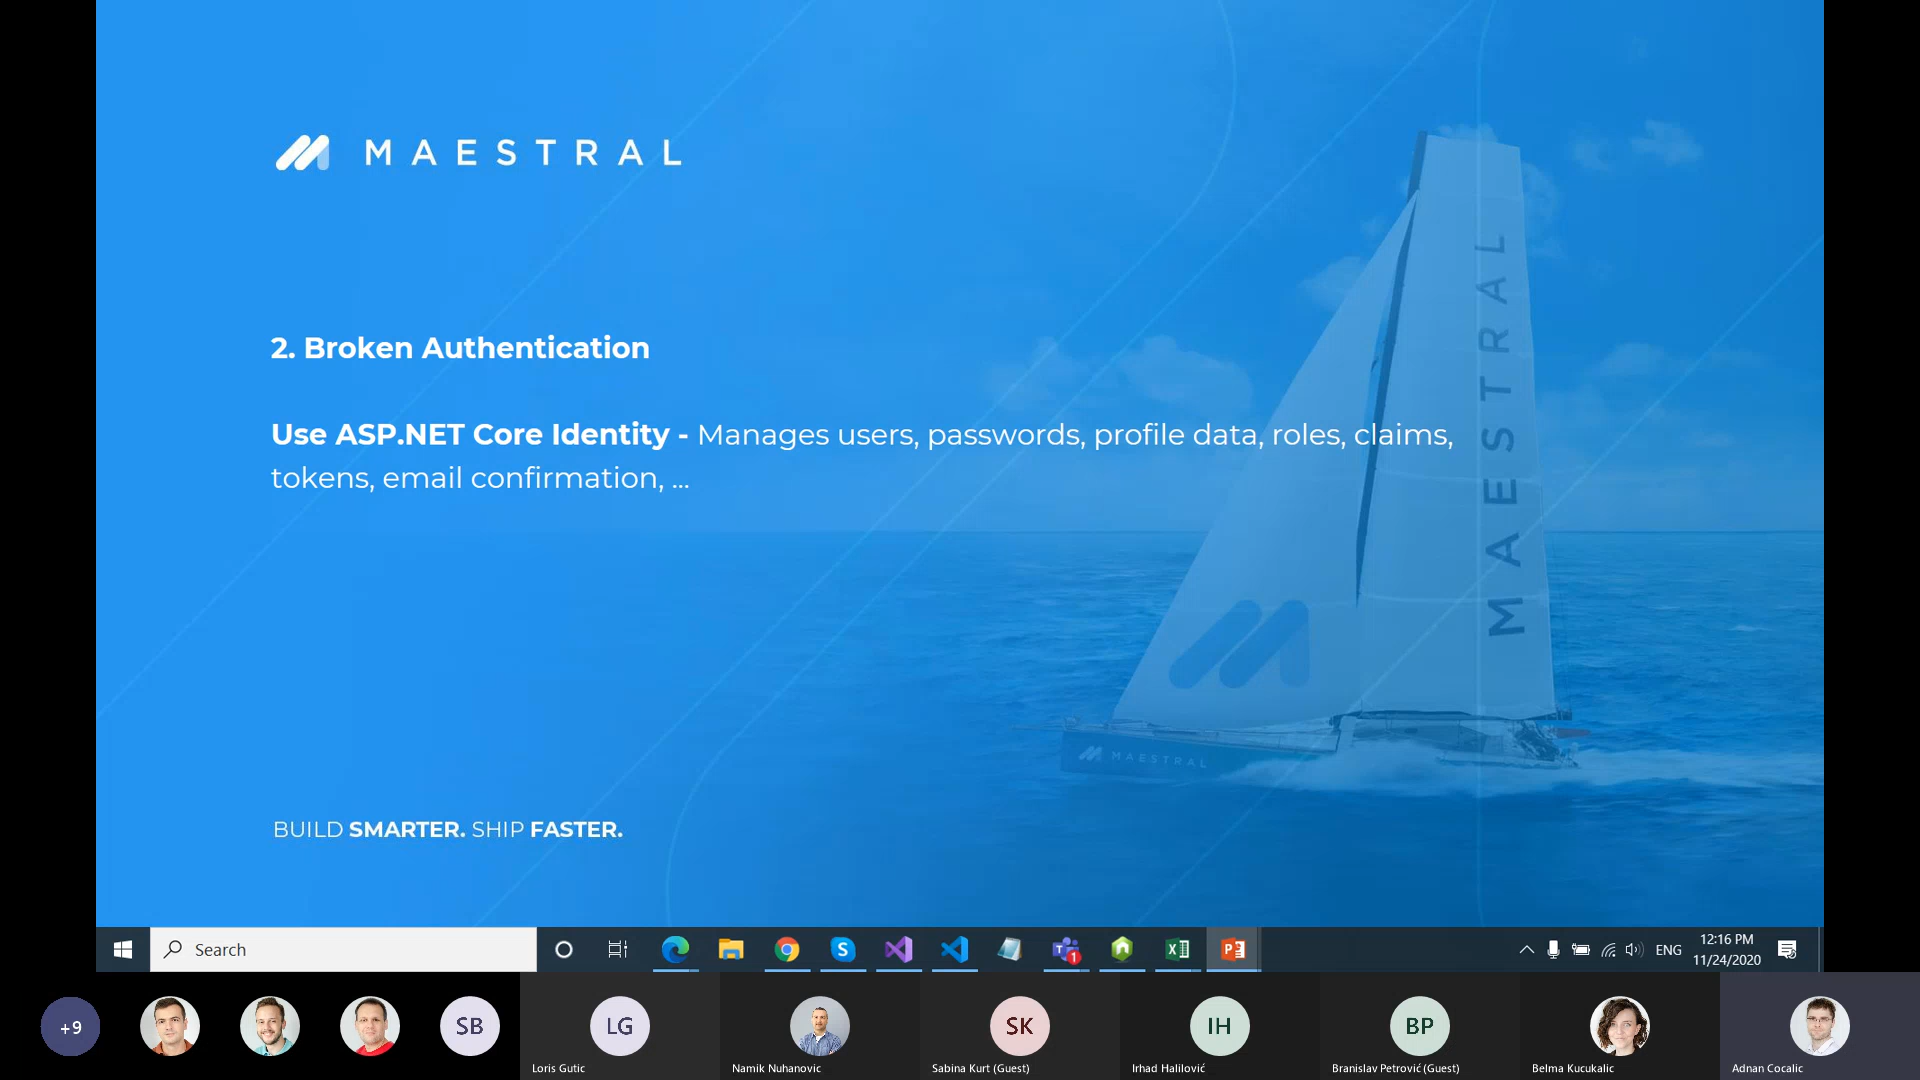 MAESTRAL
MAESTRAL
2. Broken Authentication
Use ASP.NET Core Identity - Manages users, passwords, profile data, roles, claims,
tokens, email confirmation, ...
MAESTRAL
BUILD SMARTER. SHIP FASTER.
Search
1
ENG
12:16 PM
11/24/2020
+9
SB
LG
SK
IH
BP
Loris Gutic
Namik Nuhanovic
Sabina Kurt (Guest)
Irhad Halilović
Branislav Petrović (Guest)
Belma Kucukalic
Adnan Cocalic